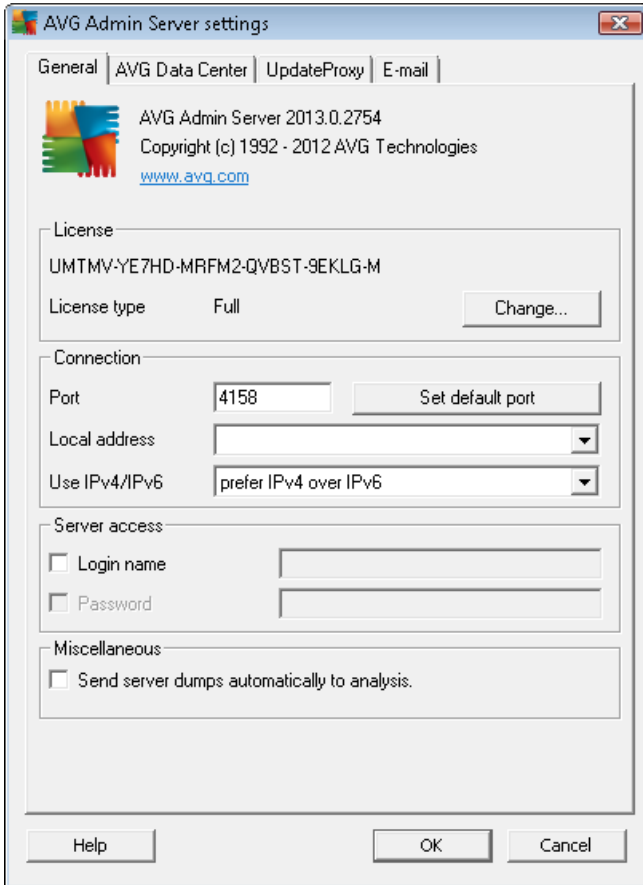 AVG Admin Server settings
General AVG Data Center UpdateProxy E-mail
AVG Admin Server 2013.0.2754
Copyright (c) 1992 - 2012 AVG Technologies
www.avg.com
License
UMTMV-YE7HD-MRFM2-QVBST-9EKLG-M
License type Full Change...
Connection
Port 4158 Set default port
Local address
Use IPv4/IPv6 prefer IPv4 over IPv6
Server access
Login name
Password
Miscellaneous
Send server dumps automatically to analysis.
Help OK Cancel